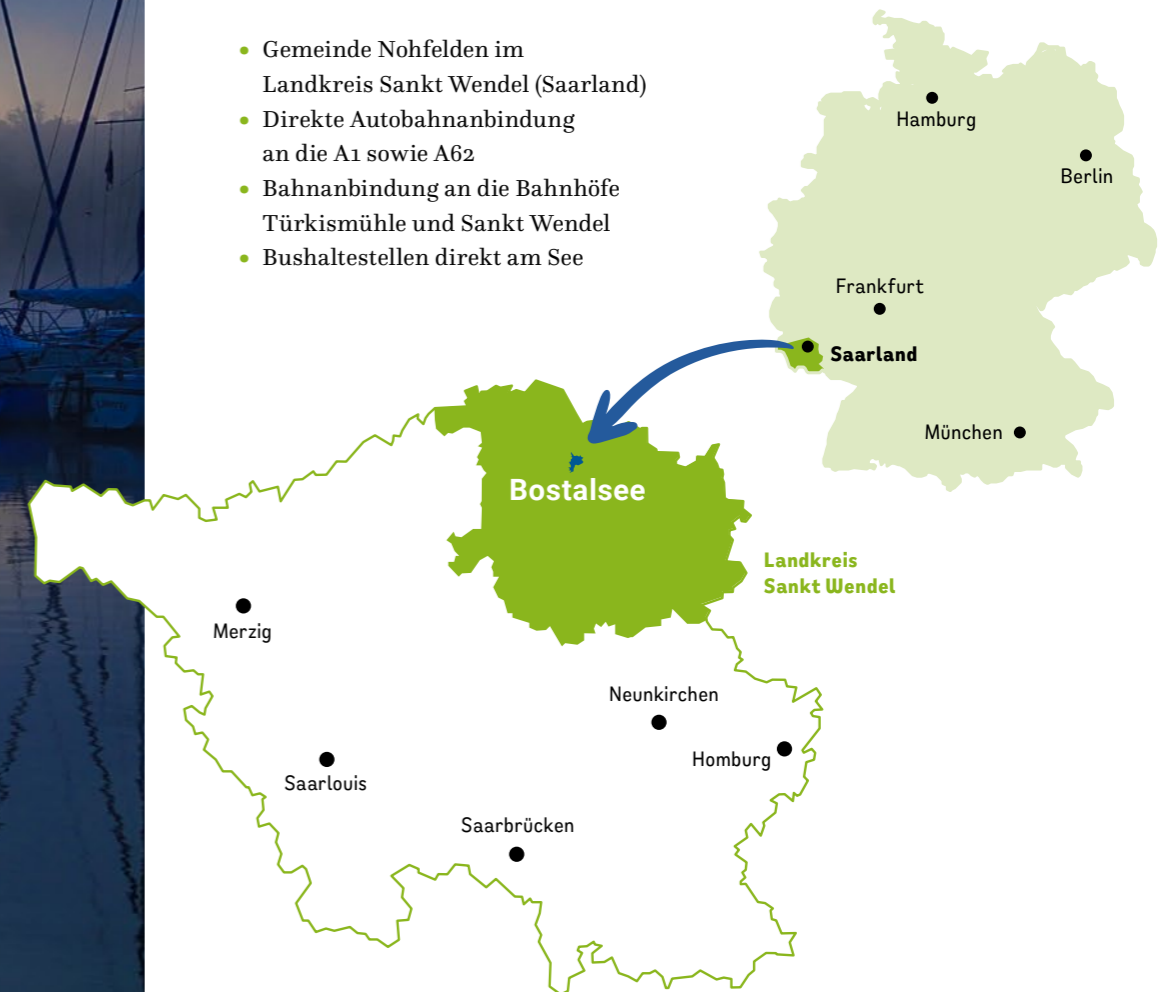 • Gemeinde Nohfelden im
Landkreis Sankt Wendel (Saarland)
• Direkte Autobahnanbindung
an die A1 sowie A62
• Bahnanbindung an die Bahnhöfe
Türkismühle und Sankt Wendel
• Bushaltestellen direkt am See
Hamburg
Berlin
Frankfurt
Saarland
München
Bostalsee
Landkreis
Sankt Wendel
Merzig
Neunkirchen
Homburg
Saarlouis
Saarbrücken